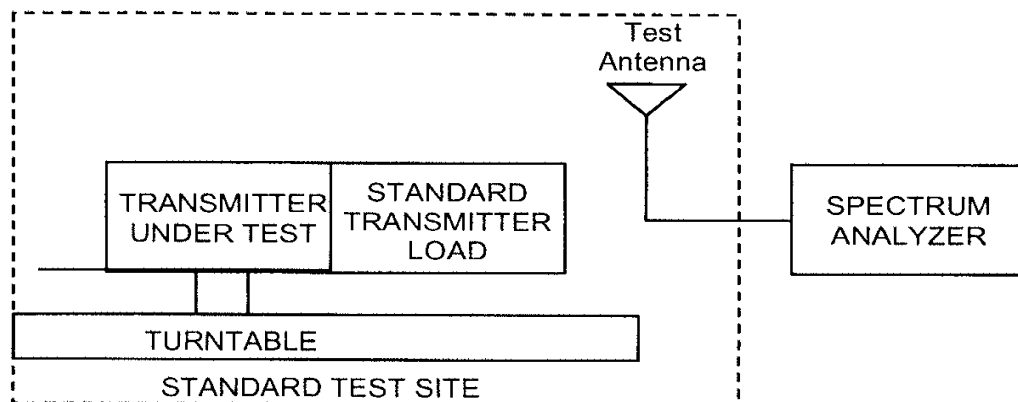 Test
Antenna
TRANSMITTER
UNDER TEST
STANDARD
TRANSMITTER
LOAD
SPECTRUM
ANALYZER
TURNTABLE
STANDARD TEST SITE